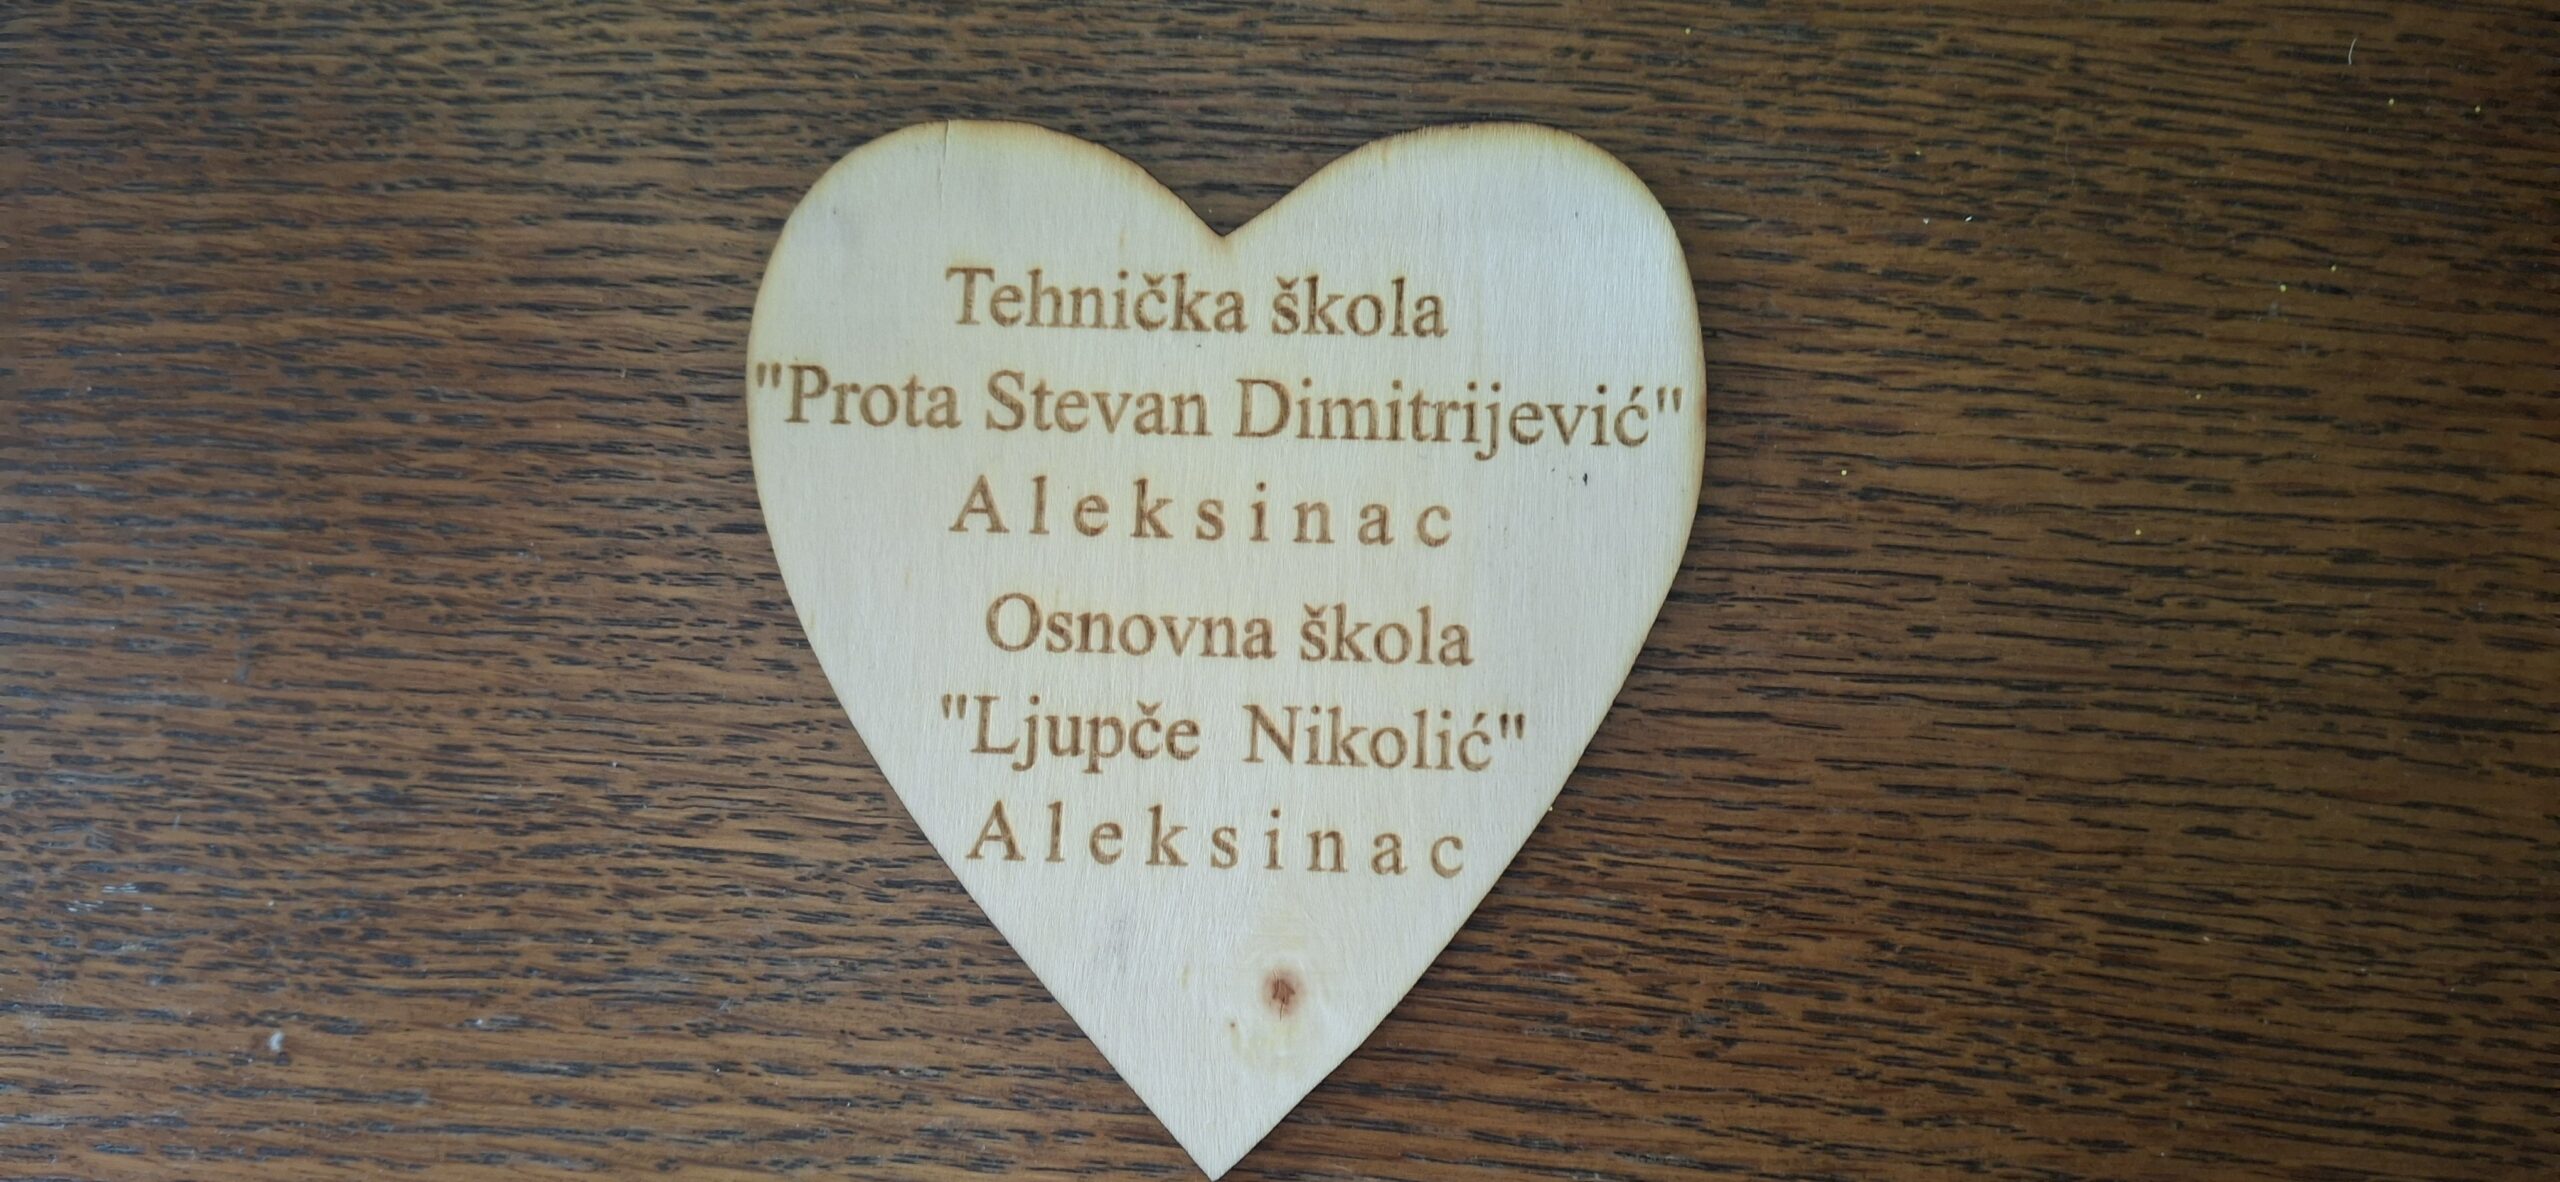 Tehnička škola
"Prota Stevan Dimitrijević"
Aleksinac
Osnovna škola
"Ljupče Nikolić"
Aleksinac